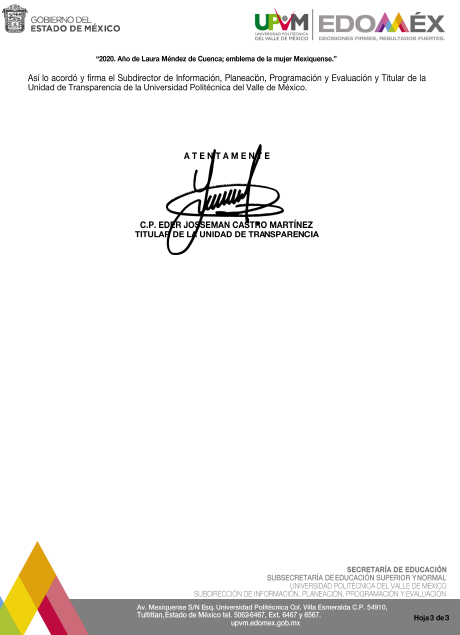 GOBIERNO DEL
ESTADO DE MÉXICO
UPVM
UNIVERSIDAD POLITÉCNICA
DEL VALLE DE MÉXICO
EDOMÉX
DECISIONES FIRMES, RESULTADOS FUERTES.
“2020. Año de Laura Méndez de Cuenca; emblema de la mujer Mexiquense.”
Así lo acordó y firma el Subdirector de Información, Planeación, Programación y Evaluación y Titular de la
Unidad de Transparencia de la Universidad Politécnica del Valle de México.
A T E N T A M E N T E
C.P. EDER JOSSEMAN CASTRO MARTÍNEZ
TITULAR DE LA UNIDAD DE TRANSPARENCIA
SECRETARÍA DE EDUCACIÓN
SUBSECRETARÍA DE EDUCACIÓN SUPERIOR Y NORMAL
UNIVERSIDAD POLITÉCNICA DEL VALLE DE MÉXICO
SUBDIRECCIÓN DE INFORMACIÓN, PLANEACIÓN, PROGRAMACIÓN Y EVALUACIÓN
Av. Mexiquense S/N Esq. Universidad Politécnica Col. Villa Esmeralda C.P. 54910,
Tultitlan, Estado de México tel. 5062-6467, Ext. 6467 y 6567.
upvm.edomex.gob.mx
Hoja 3 de 3